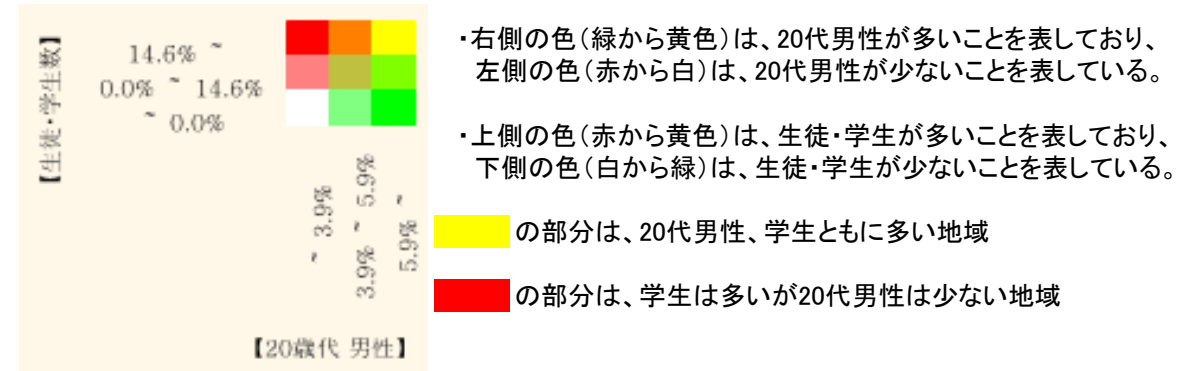 【生徒・学生数】
14.6% ~
0.0% ~ 14.6%
~ 0.0%
~ 3.9%
3.9% ~ 5.9%
5.9% ~
【20歳代 男性】
・右側の色(緑から黄色)は、20代男性が多いことを表しており、
左側の色(赤から白)は、20代男性が少ないことを表している。
・上側の色(赤から黄色)は、生徒・学生が多いことを表しており、
下側の色(白から緑)は、生徒・学生が少ないことを表している。
の部分は、20代男性、学生ともに多い地域
の部分は、学生は多いが20代男性は少ない地域